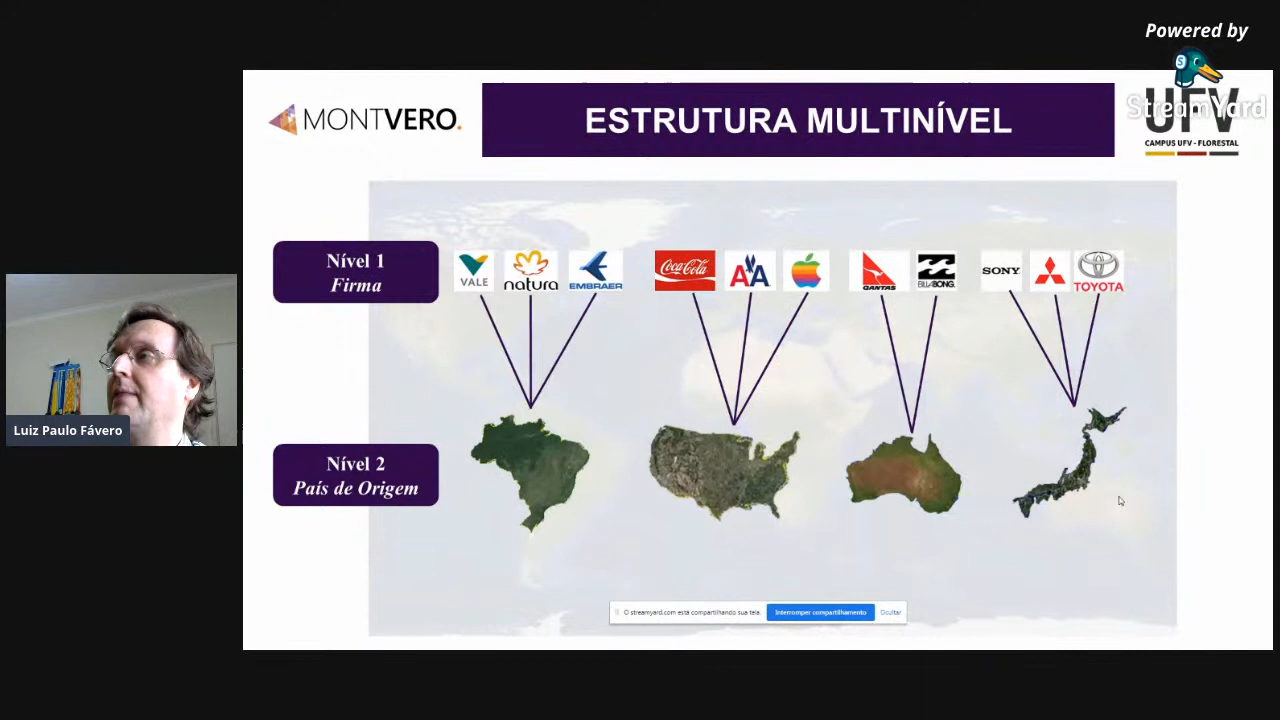 Powered by
StreamYard
MONTVERO.
ESTRUTURA MULTINÍVEL
UFV
CAMPUS UFV - FLORESTAL
Nível 1
Firma
VALE
natura
EMBRAER
Coca-Cola
AA
QANTAS
BILLABONG
SONY
TOYOTA
Luiz Paulo Fávero
Nível 2
País de Origem
O streamyard.com está compartilhando sua tela.
Interromper compartilhamento
Ocultar